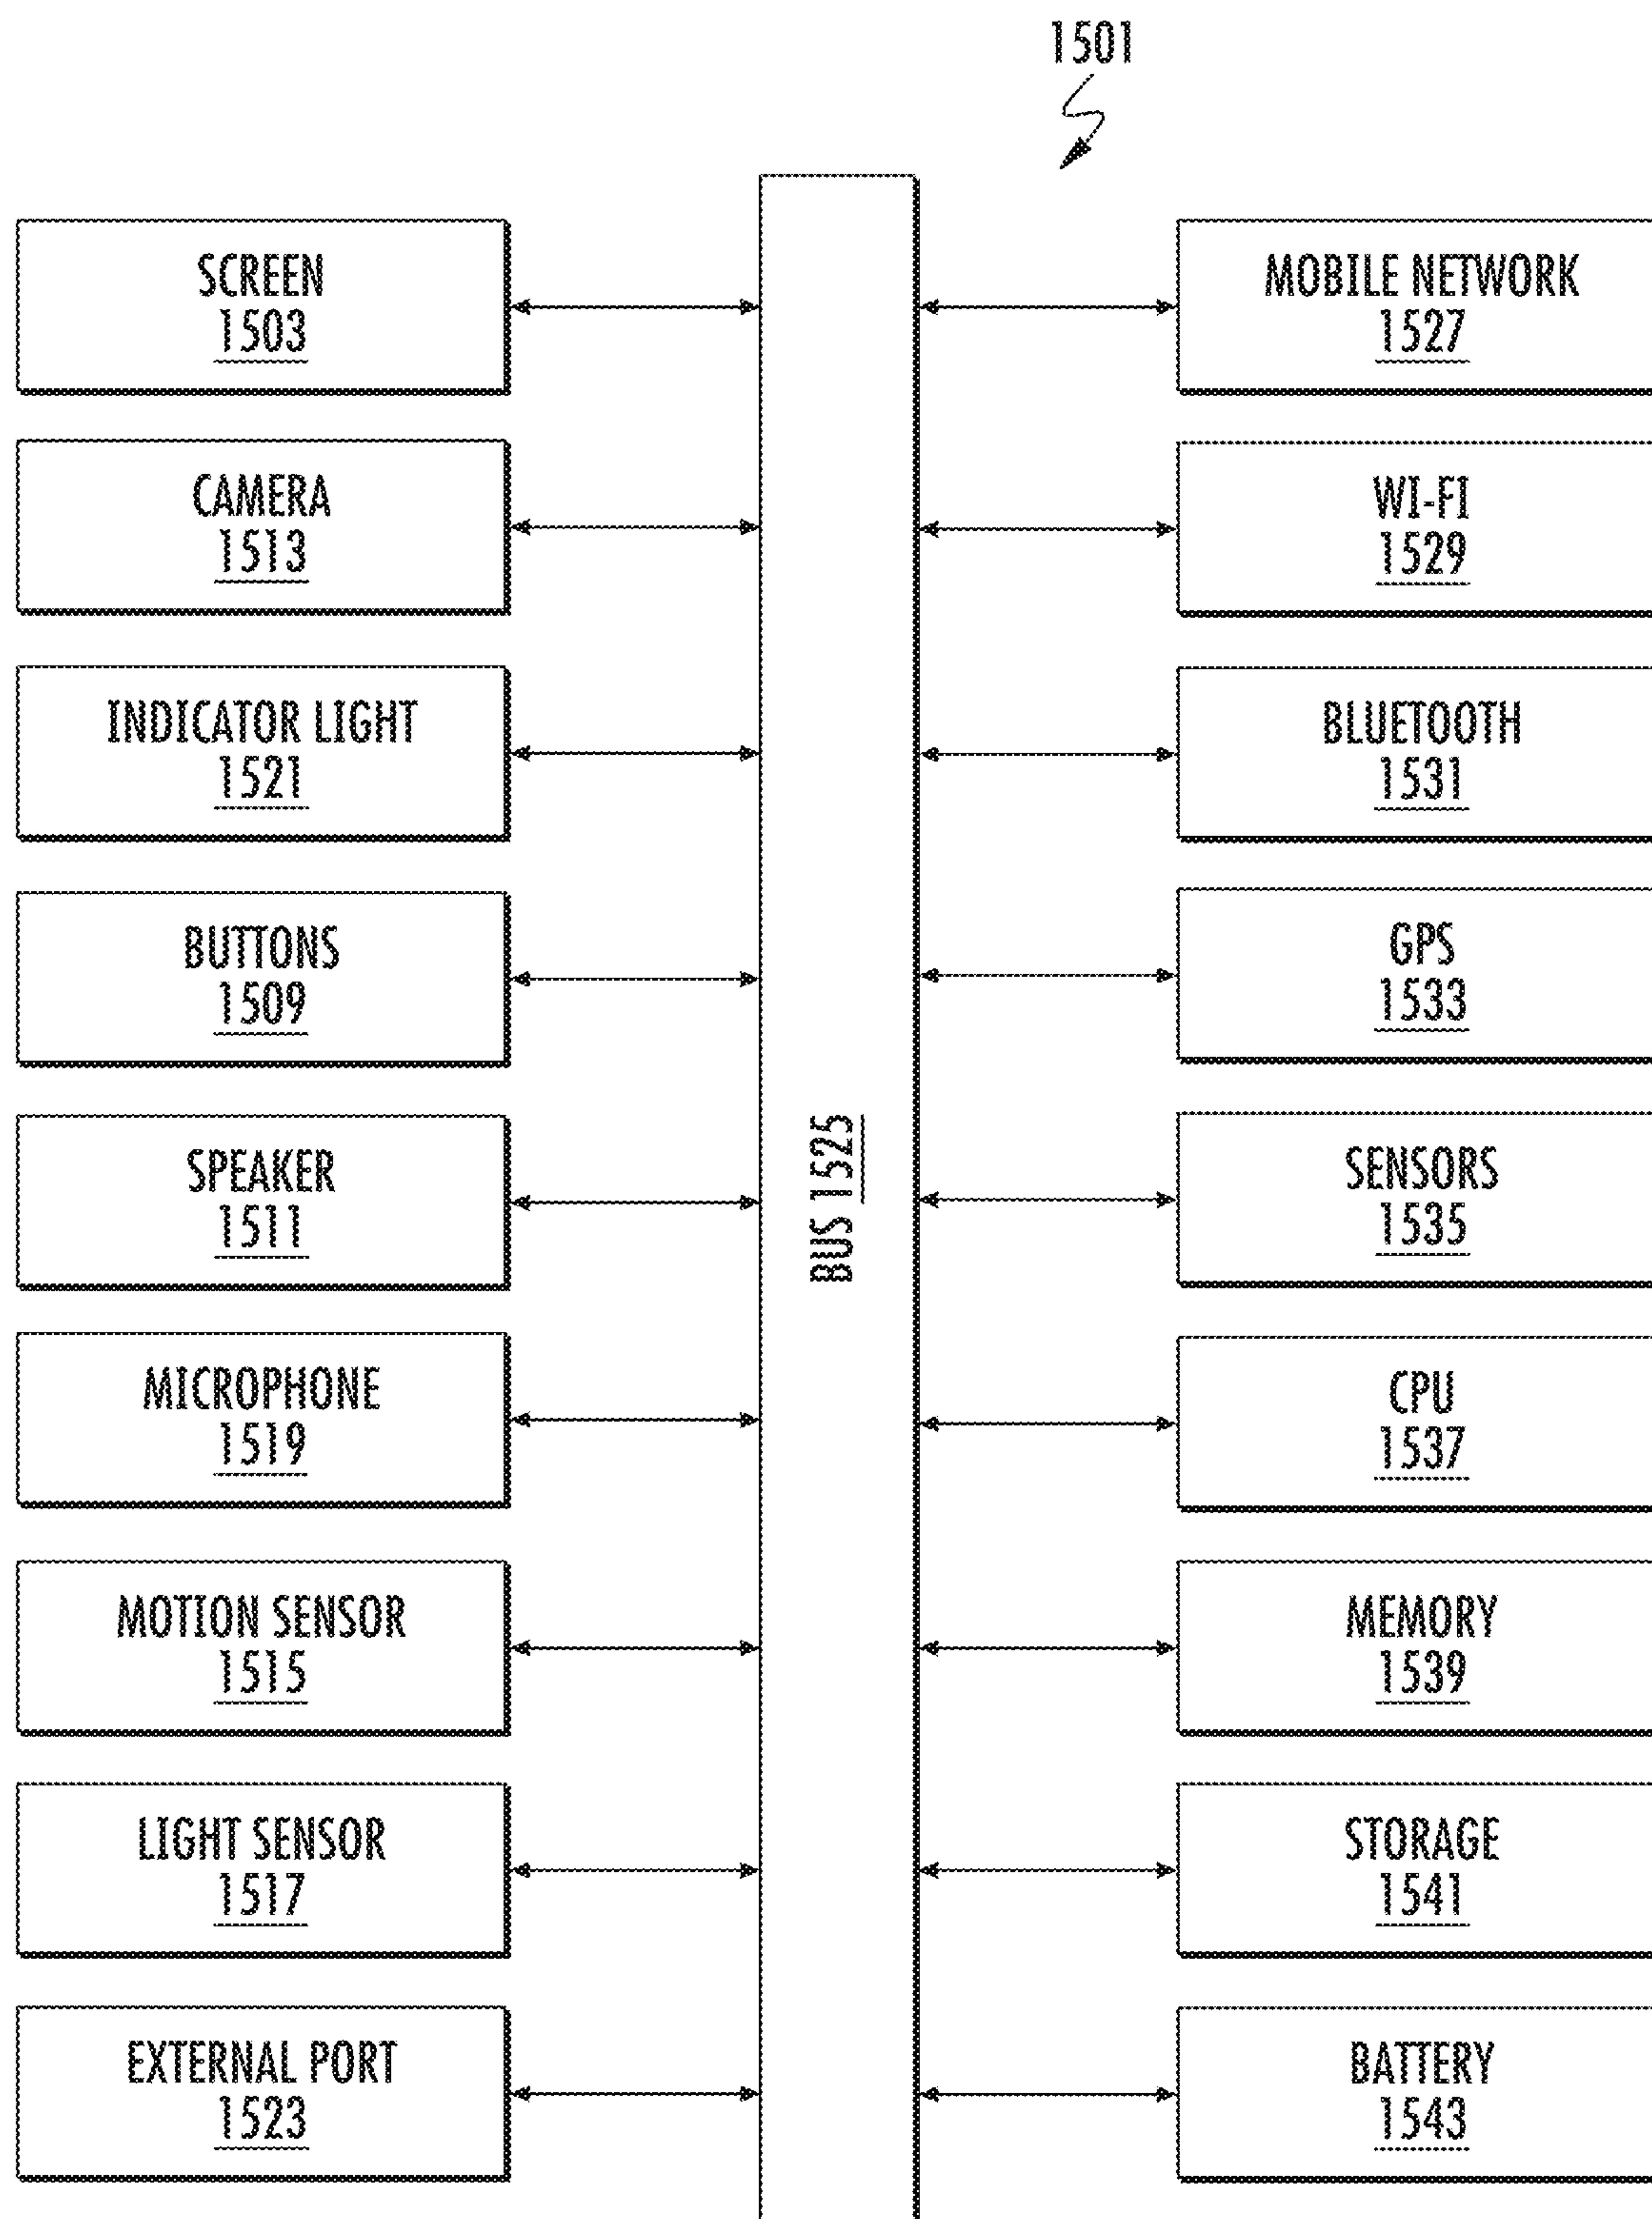 1501
SCREEN
1503
CAMERA
1513
INDICATOR LIGHT
1521
BUTTONS
1509
SPEAKER
1511
MICROPHONE
1519
MOTION SENSOR
1515
LIGHT SENSOR
1517
EXTERNAL PORT
1523
BUS 1525
MOBILE NETWORK
1527
WI-FI
1529
BLUETOOTH
1531
GPS
1533
SENSORS
1535
CPU
1537
MEMORY
1539
STORAGE
1541
BATTERY
1543